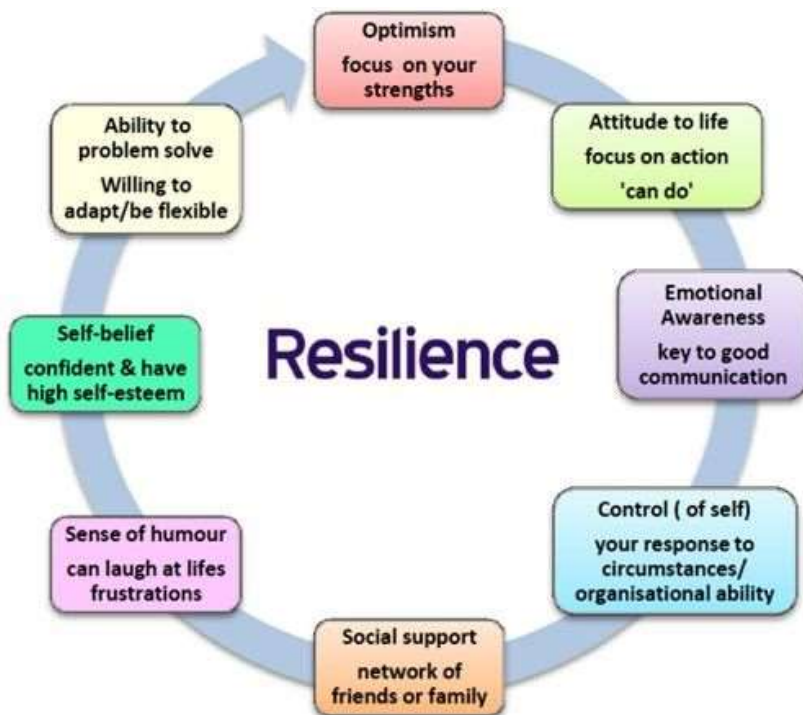 Optimism
focus on your
strengths
Attitude to life
focus on action
'can do'
Emotional
Awareness
key to good
communication
Control ( of self)
your response to
circumstances/
organisational ability
Social support
network of
friends or family
Sense of humour
can laugh at lifes
frustrations
Self-belief
confident & have
high self-esteem
Ability to
problem solve
Willing to
adapt/be flexible
Resilience